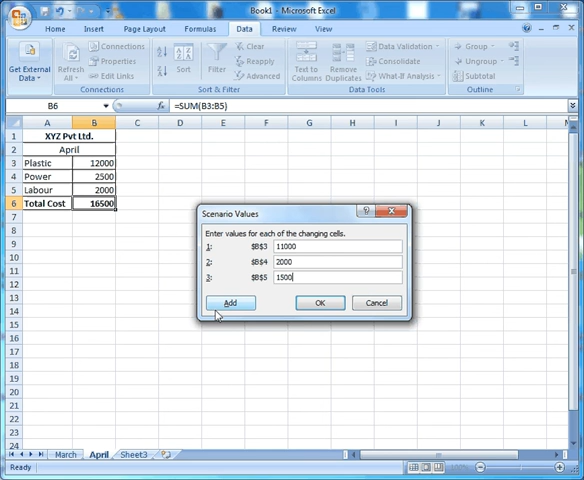 Book1 - Microsoft Excel
Home Insert Page Layout Formulas Data Review View
Get External Data
Refresh All
Connections
Properties
Edit Links
Connections
Sort
Filter
Clear
Reapply
Advanced
Sort & Filter
Text to Columns
Remove Duplicates
Data Validation
Consolidate
What-If Analysis
Data Tools
Group
Ungroup
Subtotal
Outline
B6 fx =SUM(B3:B5)
A B C D E F G H I J K L M
1 XYZ Pvt Ltd.
2 April
3 Plastic 12000
4 Power 2500
5 Labour 2000
6 Total Cost 16500
7
8
9
10
11
12
13
14
15
16
17
18
19
20
21
22
23
24
Scenario Values
?
Enter values for each of the changing cells.
1: $B$3 11000
2: $B$4 2000
3: $B$5 1500
Add OK Cancel
March April Sheet3
Ready 100%